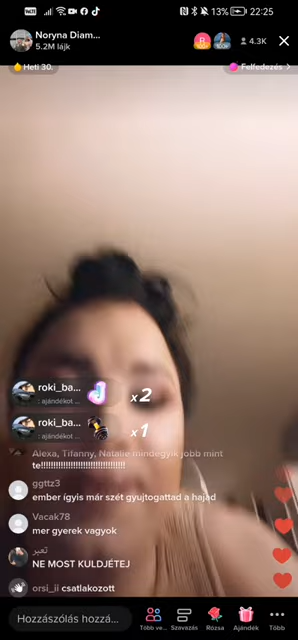 13% 22:25
Noryna Diam...
5.2M lájk
4.3K
Heti 30.
Felfedezés >
roki_ba...
: ajándékot ...
x2
roki_ba...
: ajándékot ...
x1
Alexa, Tifanny, Natalie mindegyik jobb mint
te!!!!!!!!!!!!!!!!!!!!!!!!!!!!!!!!
ggttz3
ember ígyis már szét gyujtogattad a hajad
Vacak78
mer gyerek vagyok
تعبر
NE MOST KULDJÉTEJ
orsi_ii csatlakozott
Hozzászólás hozzá...
Több ve...
Szavazás
Rózsa
Ajándék
Több